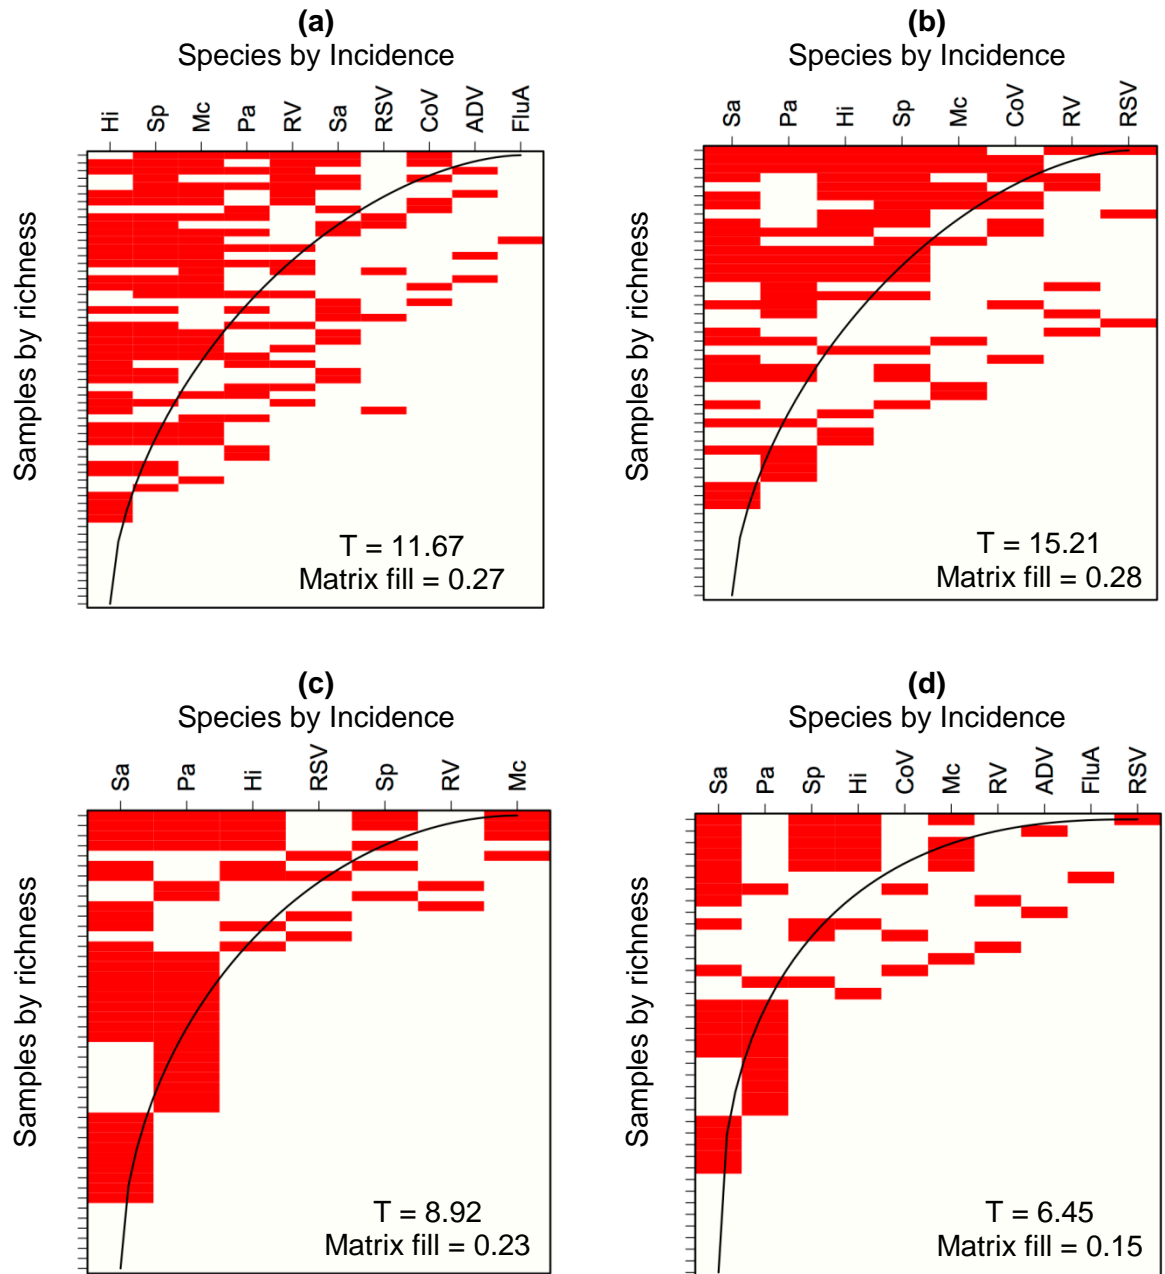 (a)
Species by Incidence
Hi Sp Mc Pa RV Sa RSV CoV ADV FluA
Samples by richness
T = 11.67
Matrix fill = 0.27
(b)
Species by Incidence
Sa Pa Hi Sp Mc CoV RV RSV
Samples by richness
T = 15.21
Matrix fill = 0.28
(c)
Species by Incidence
Sa Pa Hi RSV Sp RV Mc
Samples by richness
T = 8.92
Matrix fill = 0.23
(d)
Species by Incidence
Sa Pa Sp Hi CoV Mc RV ADV FluA RSV
Samples by richness
T = 6.45
Matrix fill = 0.15